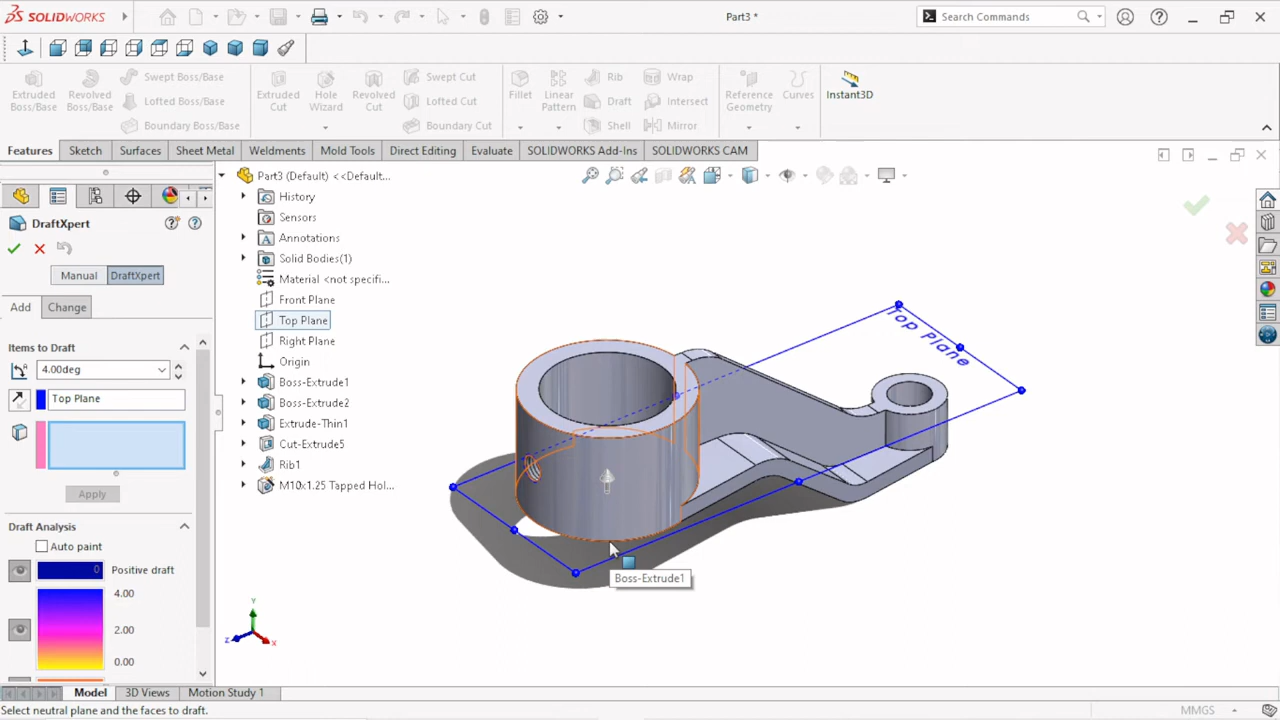 SOLIDWORKS
Part3 *
Search Commands
Extruded Boss/Base
Revolved Boss/Base
Swept Boss/Base
Lofted Boss/Base
Boundary Boss/Base
Extruded Cut
Hole Wizard
Revolved Cut
Swept Cut
Lofted Cut
Boundary Cut
Fillet
Linear Pattern
Rib
Draft
Shell
Wrap
Intersect
Mirror
Reference Geometry
Curves
Instant3D
Features
Sketch
Surfaces
Sheet Metal
Weldments
Mold Tools
Direct Editing
Evaluate
SOLIDWORKS Add-Ins
SOLIDWORKS CAM
DraftXpert
Manual
DraftXpert
Add
Change
Items to Draft
4.00deg
Top Plane
Apply
Draft Analysis
Auto paint
0
Positive draft
4.00
2.00
0.00
Part3 (Default) <<Default...
History
Sensors
Annotations
Solid Bodies(1)
Material <not specifi...
Front Plane
Top Plane
Right Plane
Origin
Boss-Extrude1
Boss-Extrude2
Extrude-Thin1
Cut-Extrude5
Rib1
M10x1.25 Tapped Hol...
Top Plane
Boss-Extrude1
Y
Z
X
Model
3D Views
Motion Study 1
Select neutral plane and the faces to draft.
MMGS